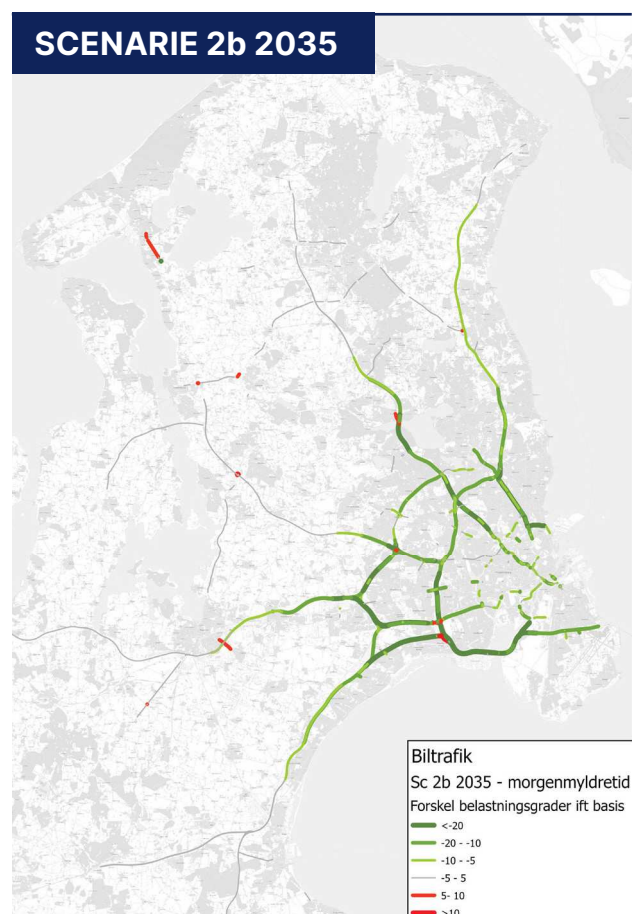 SCENARIE 2b 2035
Biltrafik
Sc 2b 2035 - morgenmyldretid
Forskel belastningsgrader ift basis
<-20
-20 - -10
-10 - -5
-5 - 5
5- 10
>10